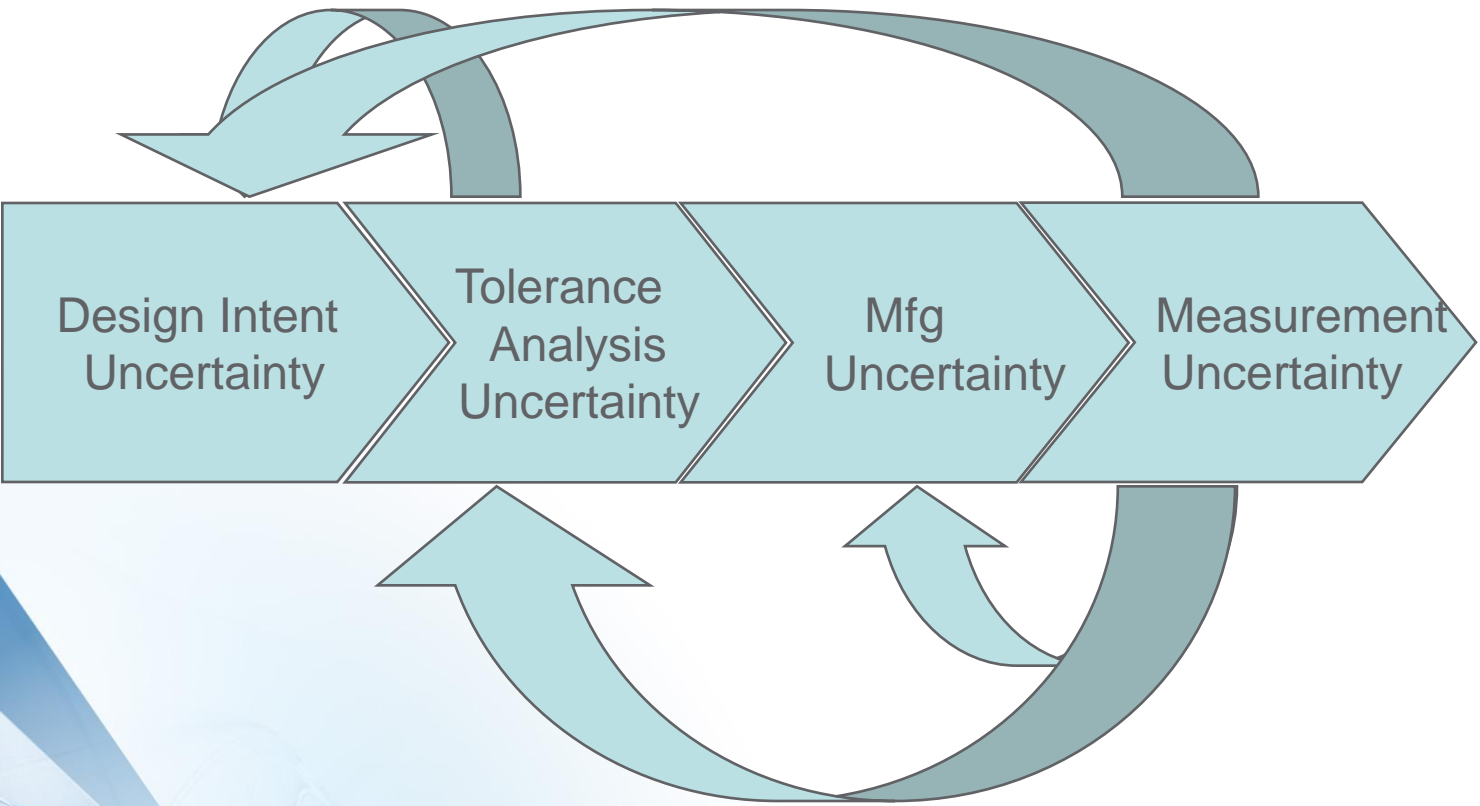 Design Intent
Uncertainty
Tolerance
Analysis
Uncertainty
Mfg
Uncertainty
Measurement
Uncertainty